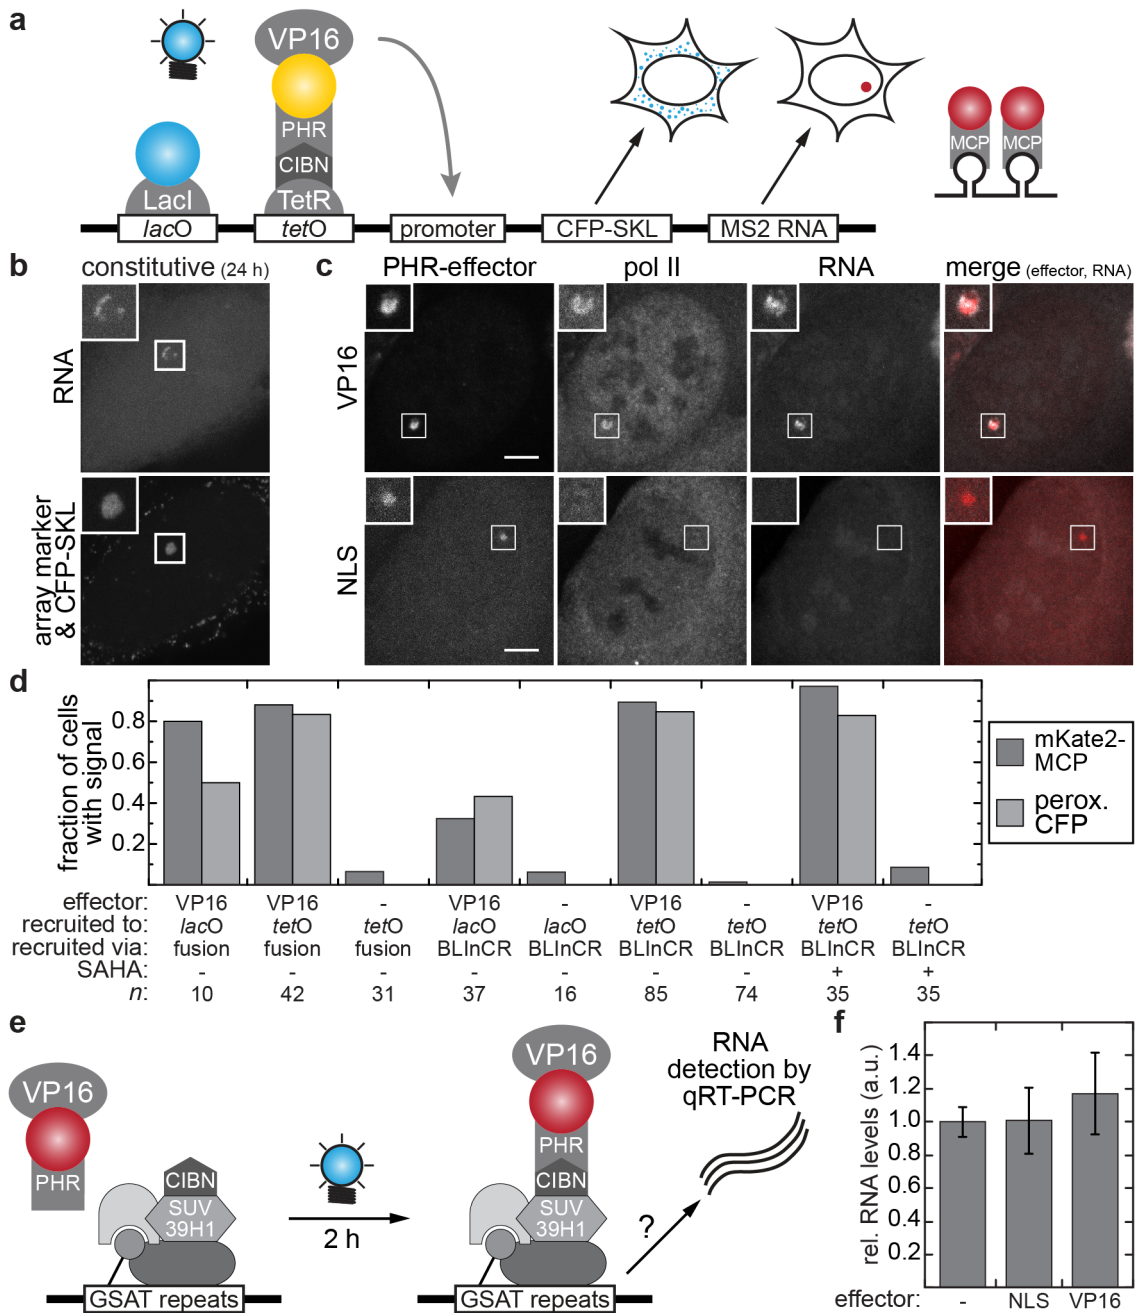 a
VP16
PHR
CIBN
LacI
TetR
lacO
tetO
promoter
CFP-SKL
MS2 RNA
MCP
MCP
b
constitutive (24 h)
RNA
array marker
& CFP-SKL
c
PHR-effector
pol II
RNA
merge (effector, RNA)
VP16
NLS
d
fraction of cells
with signal
0.8
0.6
0.4
0.2
mKate2-
MCP
perox.
CFP
effector: VP16 VP16 - VP16 - VP16 - VP16 -
recruited to: lacO tetO tetO lacO lacO tetO tetO tetO tetO
recruited via: fusion fusion fusion BLInCR BLInCR BLInCR BLInCR BLInCR BLInCR
SAHA: - - - - - - - + +
n: 10 42 31 37 16 85 74 35 35
e
VP16
PHR
CIBN
SUV
39H1
GSAT repeats
2 h
VP16
PHR
CIBN
SUV
39H1
GSAT repeats
?
RNA
detection by
qRT-PCR
f
rel. RNA levels (a.u.)
1.4
1.2
1.0
0.8
0.6
0.4
0.2
effector: - NLS VP16